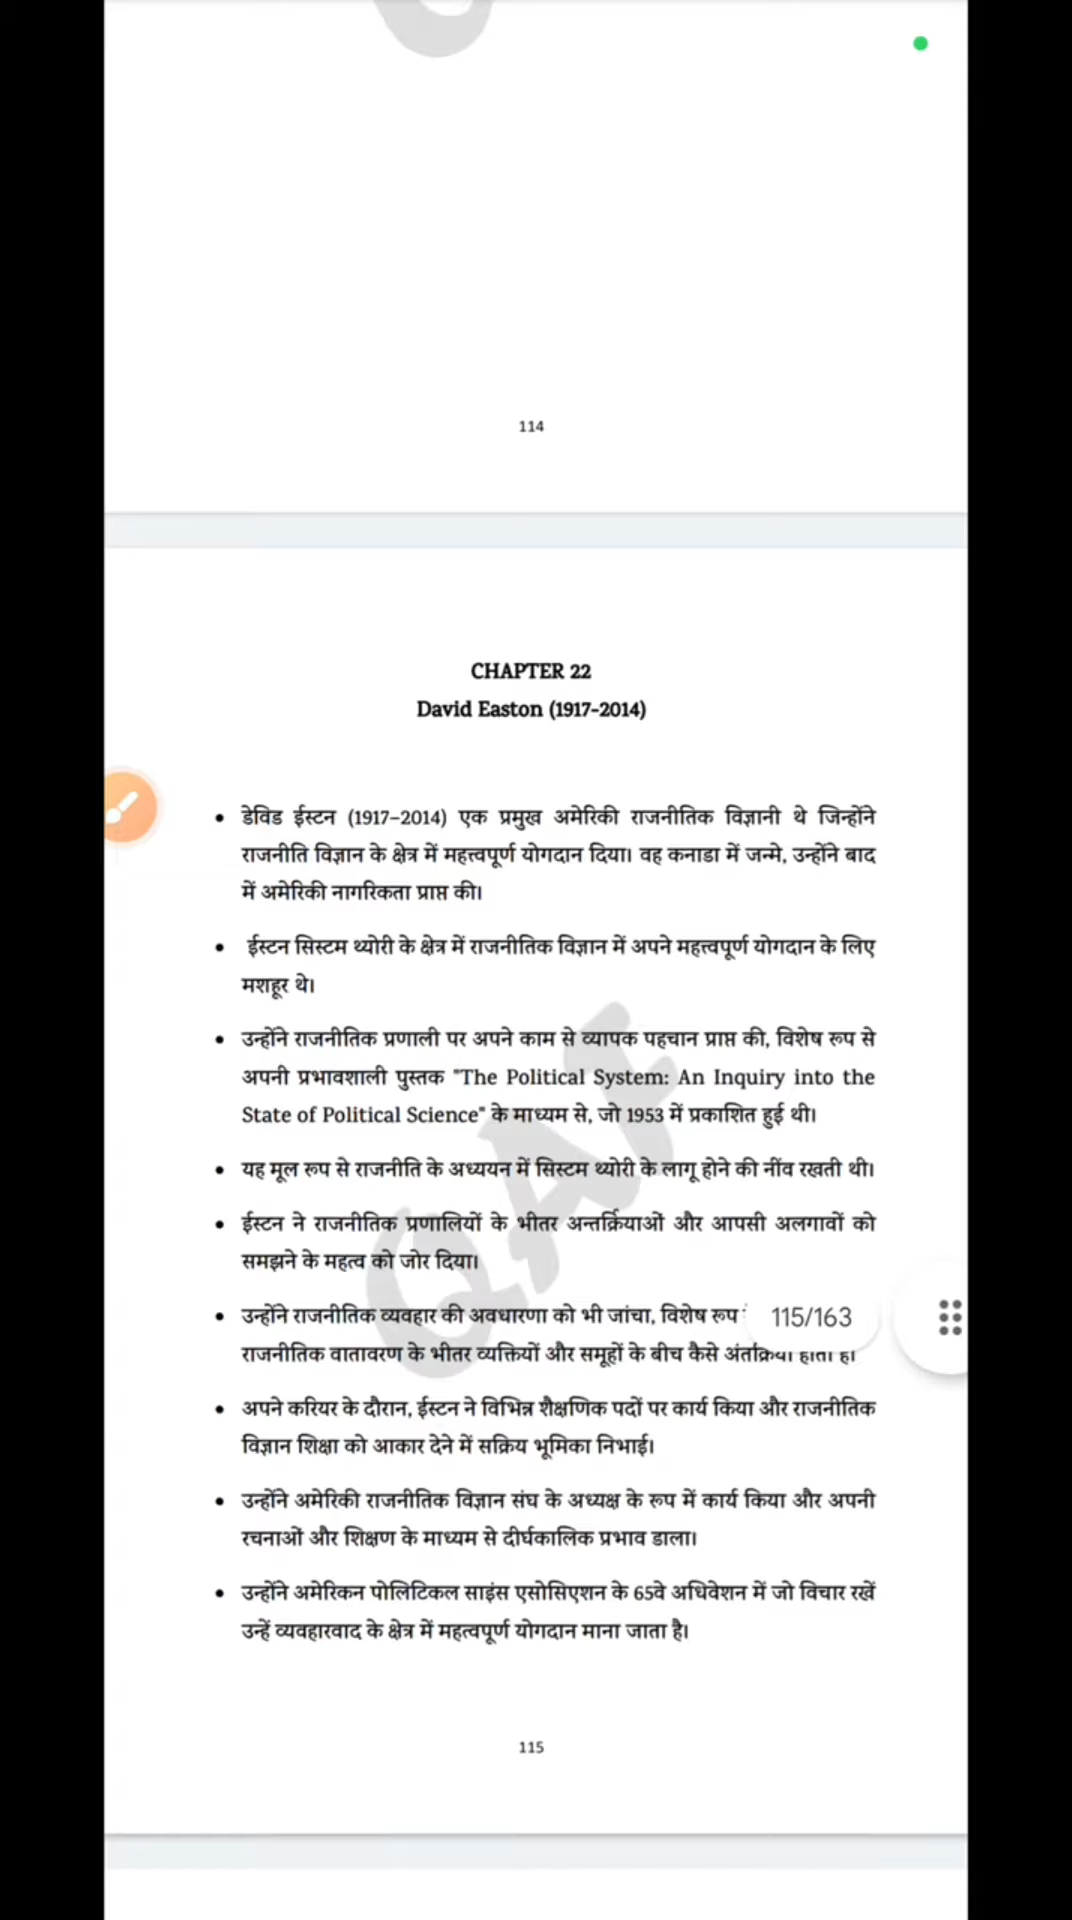 114
CHAPTER 22
David Easton (1917-2014)
• डेविड ईस्टन (1917–2014) एक प्रमुख अमेरिकी राजनीतिक विज्ञानी थे जिन्होंने
राजनीति विज्ञान के क्षेत्र में महत्त्वपूर्ण योगदान दिया। वह कनाडा में जन्मे, उन्होंने बाद
में अमेरिकी नागरिकता प्राप्त की।
• ईस्टन सिस्टम थ्योरी के क्षेत्र में राजनीतिक विज्ञान में अपने महत्त्वपूर्ण योगदान के लिए
मशहूर थे।
• उन्होंने राजनीतिक प्रणाली पर अपने काम से व्यापक पहचान प्राप्त की, विशेष रूप से
अपनी प्रभावशाली पुस्तक "The Political System: An Inquiry into the
State of Political Science" के माध्यम से, जो 1953 में प्रकाशित हुई थी।
• यह मूल रूप से राजनीति के अध्ययन में सिस्टम थ्योरी के लागू होने की नींव रखती थी।
• ईस्टन ने राजनीतिक प्रणालियों के भीतर अन्तर्क्रियाओं और आपसी अलगावों को
समझने के महत्व को जोर दिया।
• उन्होंने राजनीतिक व्यवहार की अवधारणा को भी जांचा, विशेष रूप
115/163
राजनीतिक वातावरण के भीतर व्यक्तियों और समूहों के बीच कैसे अंतर्क्रिया होती है।
• अपने करियर के दौरान, ईस्टन ने विभिन्न शैक्षणिक पदों पर कार्य किया और राजनीतिक
विज्ञान शिक्षा को आकार देने में सक्रिय भूमिका निभाई।
• उन्होंने अमेरिकी राजनीतिक विज्ञान संघ के अध्यक्ष के रूप में कार्य किया और अपनी
रचनाओं और शिक्षण के माध्यम से दीर्घकालिक प्रभाव डाला।
• उन्होंने अमेरिकन पोलिटिकल साइंस एसोसिएशन के 65वे अधिवेशन में जो विचार रखें
उन्हें व्यवहारवाद के क्षेत्र में महत्वपूर्ण योगदान माना जाता है।
QAF
115